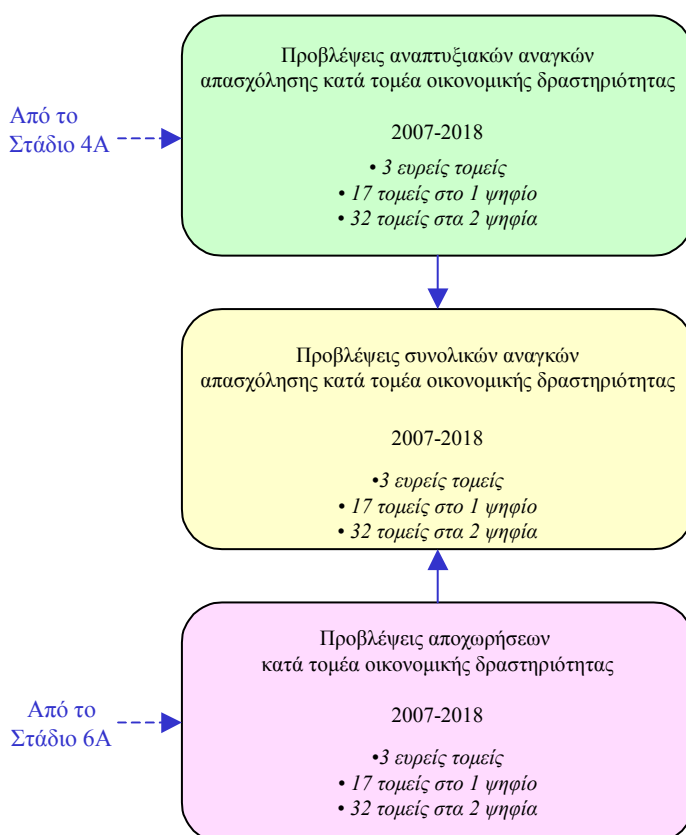 Προβλέψεις αναπτυξιακών αναγκών
απασχόλησης κατά τομέα οικονομικής δραστηριότητας
2007-2018
• 3 ευρείς τομείς
• 17 τομείς στο 1 ψηφίο
• 32 τομείς στα 2 ψηφία
Από το
Στάδιο 4Α
Προβλέψεις συνολικών αναγκών
απασχόλησης κατά τομέα οικονομικής δραστηριότητας
2007-2018
•3 ευρείς τομείς
• 17 τομείς στο 1 ψηφίο
• 32 τομείς στα 2 ψηφία
Προβλέψεις αποχωρήσεων
κατά τομέα οικονομικής δραστηριότητας
2007-2018
•3 ευρείς τομείς
• 17 τομείς στο 1 ψηφίο
• 32 τομείς στα 2 ψηφία
Από το
Στάδιο 6Α